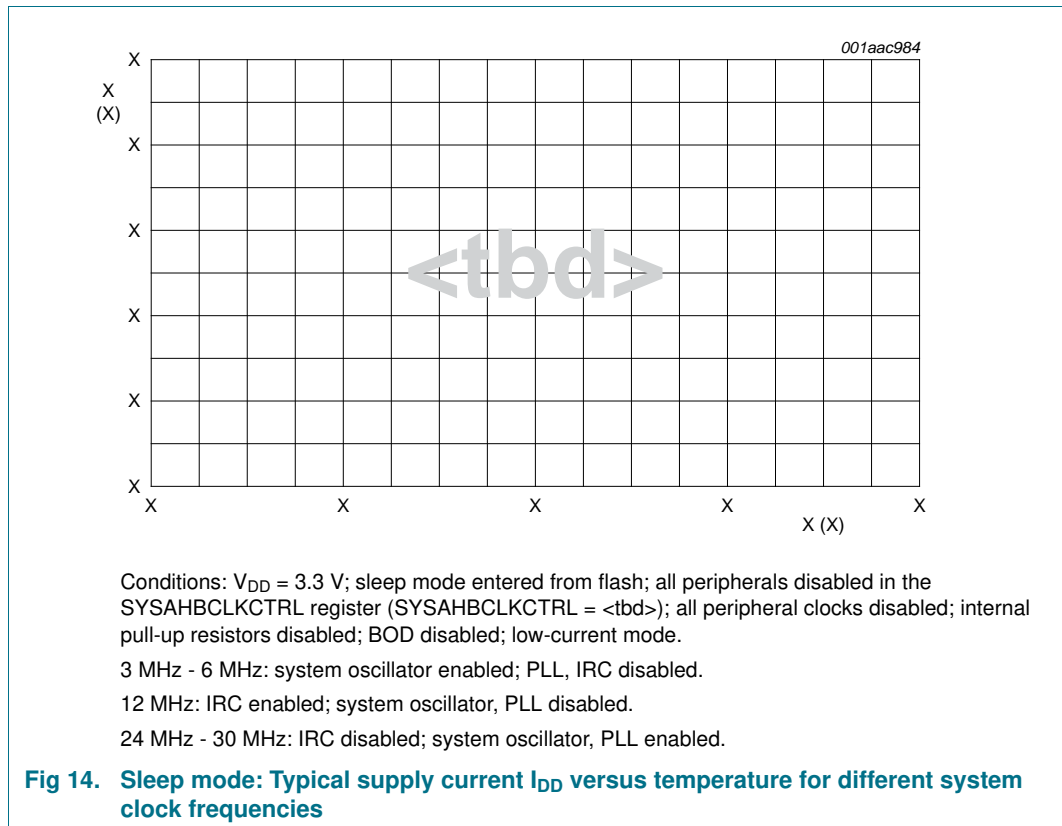 001aac984
X
X
(X)
X
X
<tbd>
X
X
X
X
X
X
X
X
X (X)
Conditions: VDD = 3.3 V; sleep mode entered from flash; all peripherals disabled in the
SYSAHBCLKCTRL register (SYSAHBCLKCTRL = <tbd>); all peripheral clocks disabled; internal
pull-up resistors disabled; BOD disabled; low-current mode.
3 MHz - 6 MHz: system oscillator enabled; PLL, IRC disabled.
12 MHz: IRC enabled; system oscillator, PLL disabled.
24 MHz - 30 MHz: IRC disabled; system oscillator, PLL enabled.
Fig 14. Sleep mode: Typical supply current IDD versus temperature for different system
clock frequencies